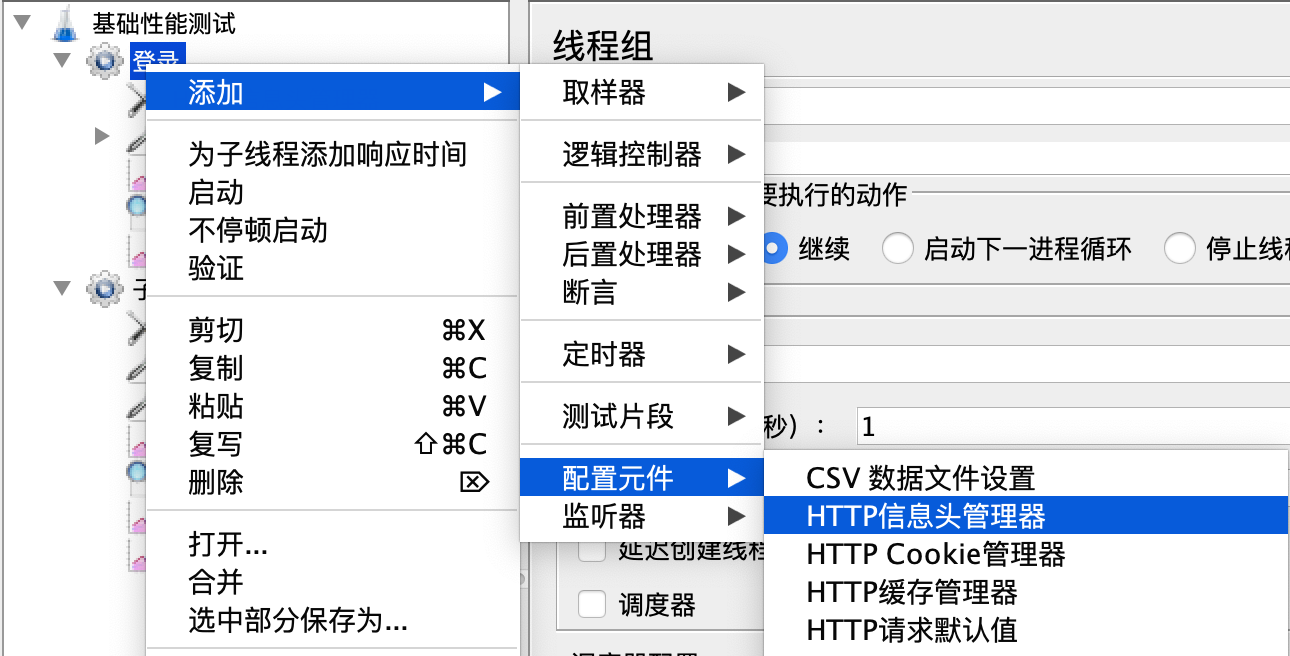 基础性能测试
登录
子
添加
为子线程添加响应时间
启动
不停顿启动
验证
剪切 ⌘X
复制 ⌘C
粘贴 ⌘V
复写 ⇧⌘C
删除 ⌦
打开...
合并
选中部分保存为...
取样器
逻辑控制器
前置处理器
后置处理器
断言
定时器
测试片段
配置元件
监听器
CSV 数据文件设置
HTTP信息头管理器
HTTP Cookie管理器
HTTP缓存管理器
HTTP请求默认值
线程组
要执行的动作
继续 启动下一进程循环 停止线程
秒）： 1
延迟创建线程
调度器
调度器配置